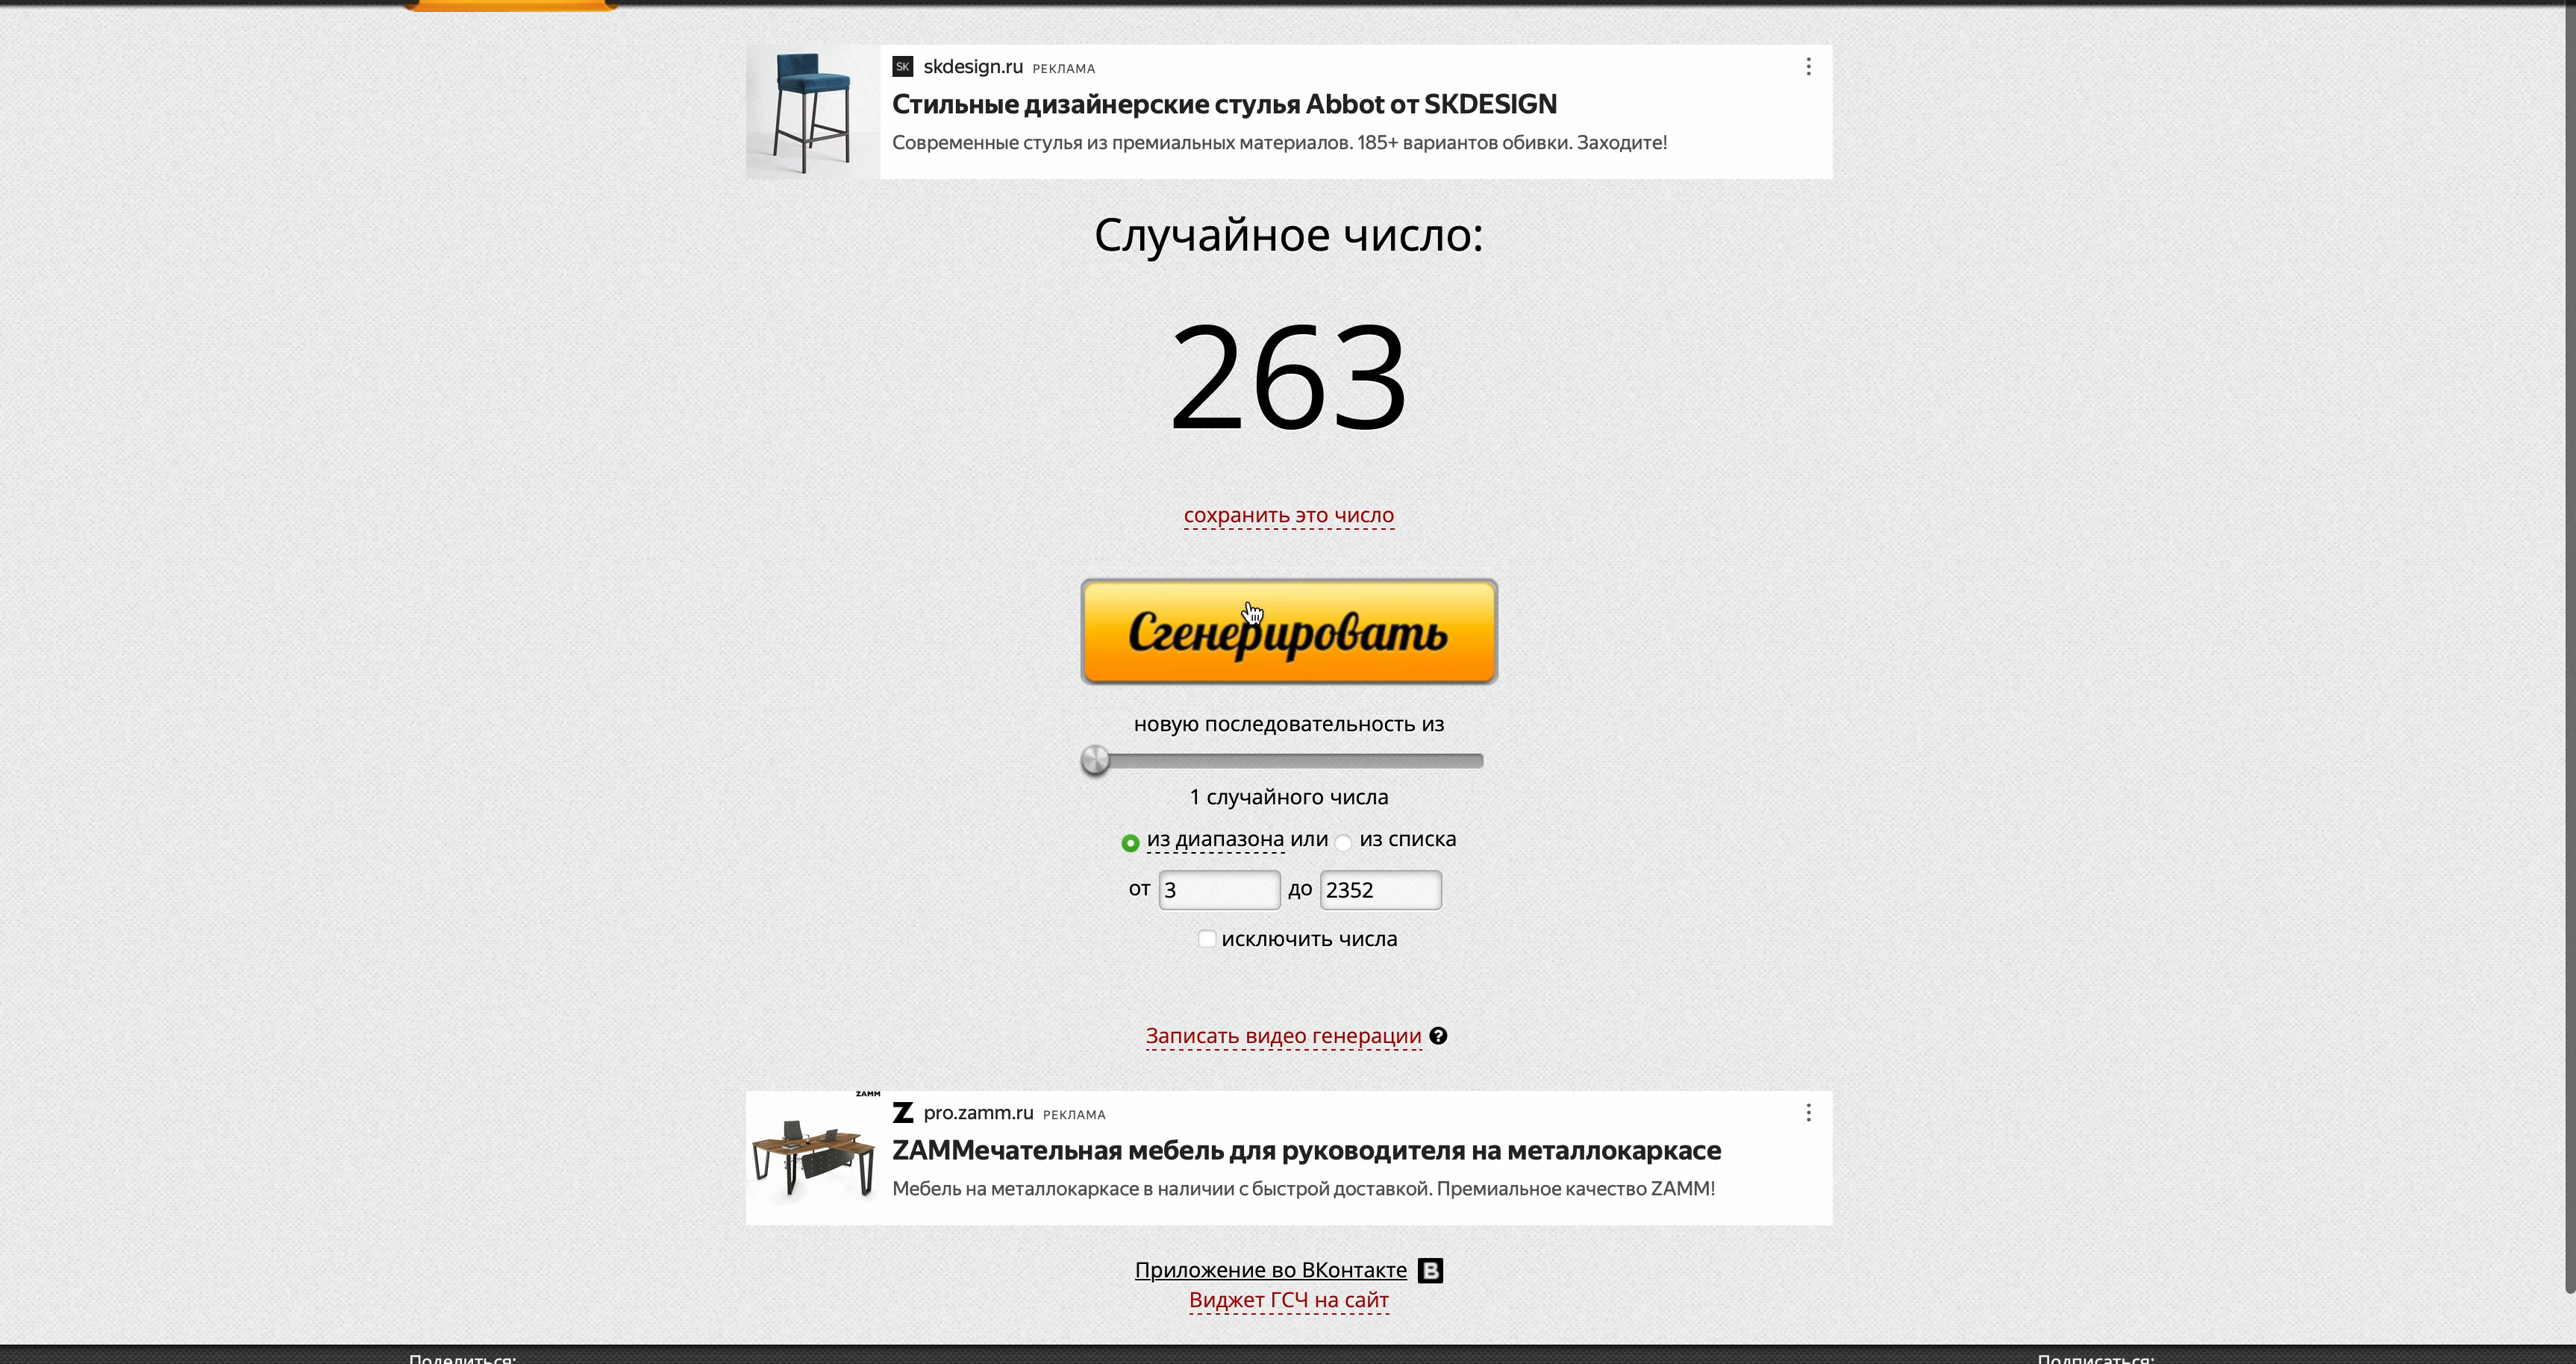 SK skdesign.ru РЕКЛАМА
Стильные дизайнерские стулья Abbot от SKDESIGN
Современные стулья из премиальных материалов. 185+ вариантов обивки. Заходите!
Случайное число:
263
сохранить это число
Сгенерировать
новую последовательность из
1 случайного числа
из диапазона или из списка
от 3 до 2352
исключить числа
Записать видео генерации ?
ZAMM
Z pro.zamm.ru РЕКЛАМА
ZAMMечательная мебель для руководителя на металлокаркасе
Мебель на металлокаркасе в наличии с быстрой доставкой. Премиальное качество ZAMM!
Приложение во ВКонтакте B
Виджет ГСЧ на сайт
Поделиться: Подписаться: